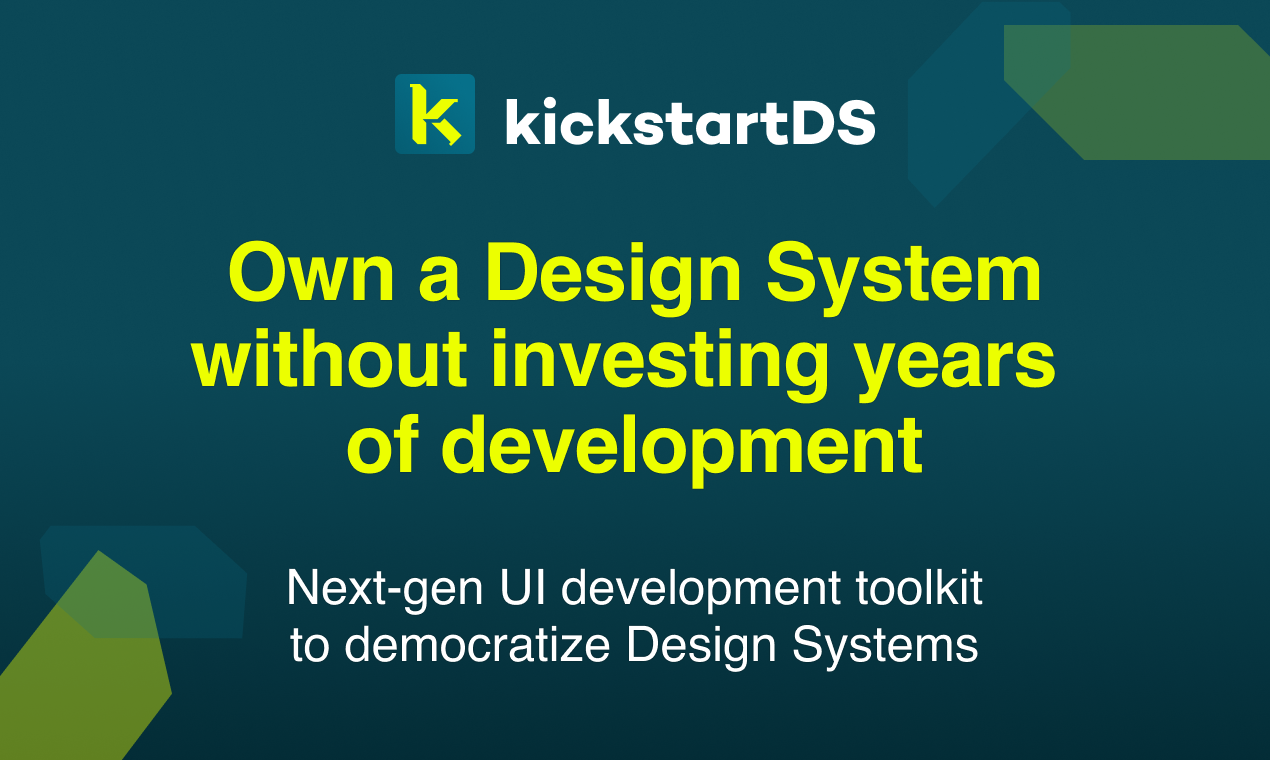 kickstartDS
Own a Design System
without investing years
of development
Next-gen UI development toolkit
to democratize Design Systems